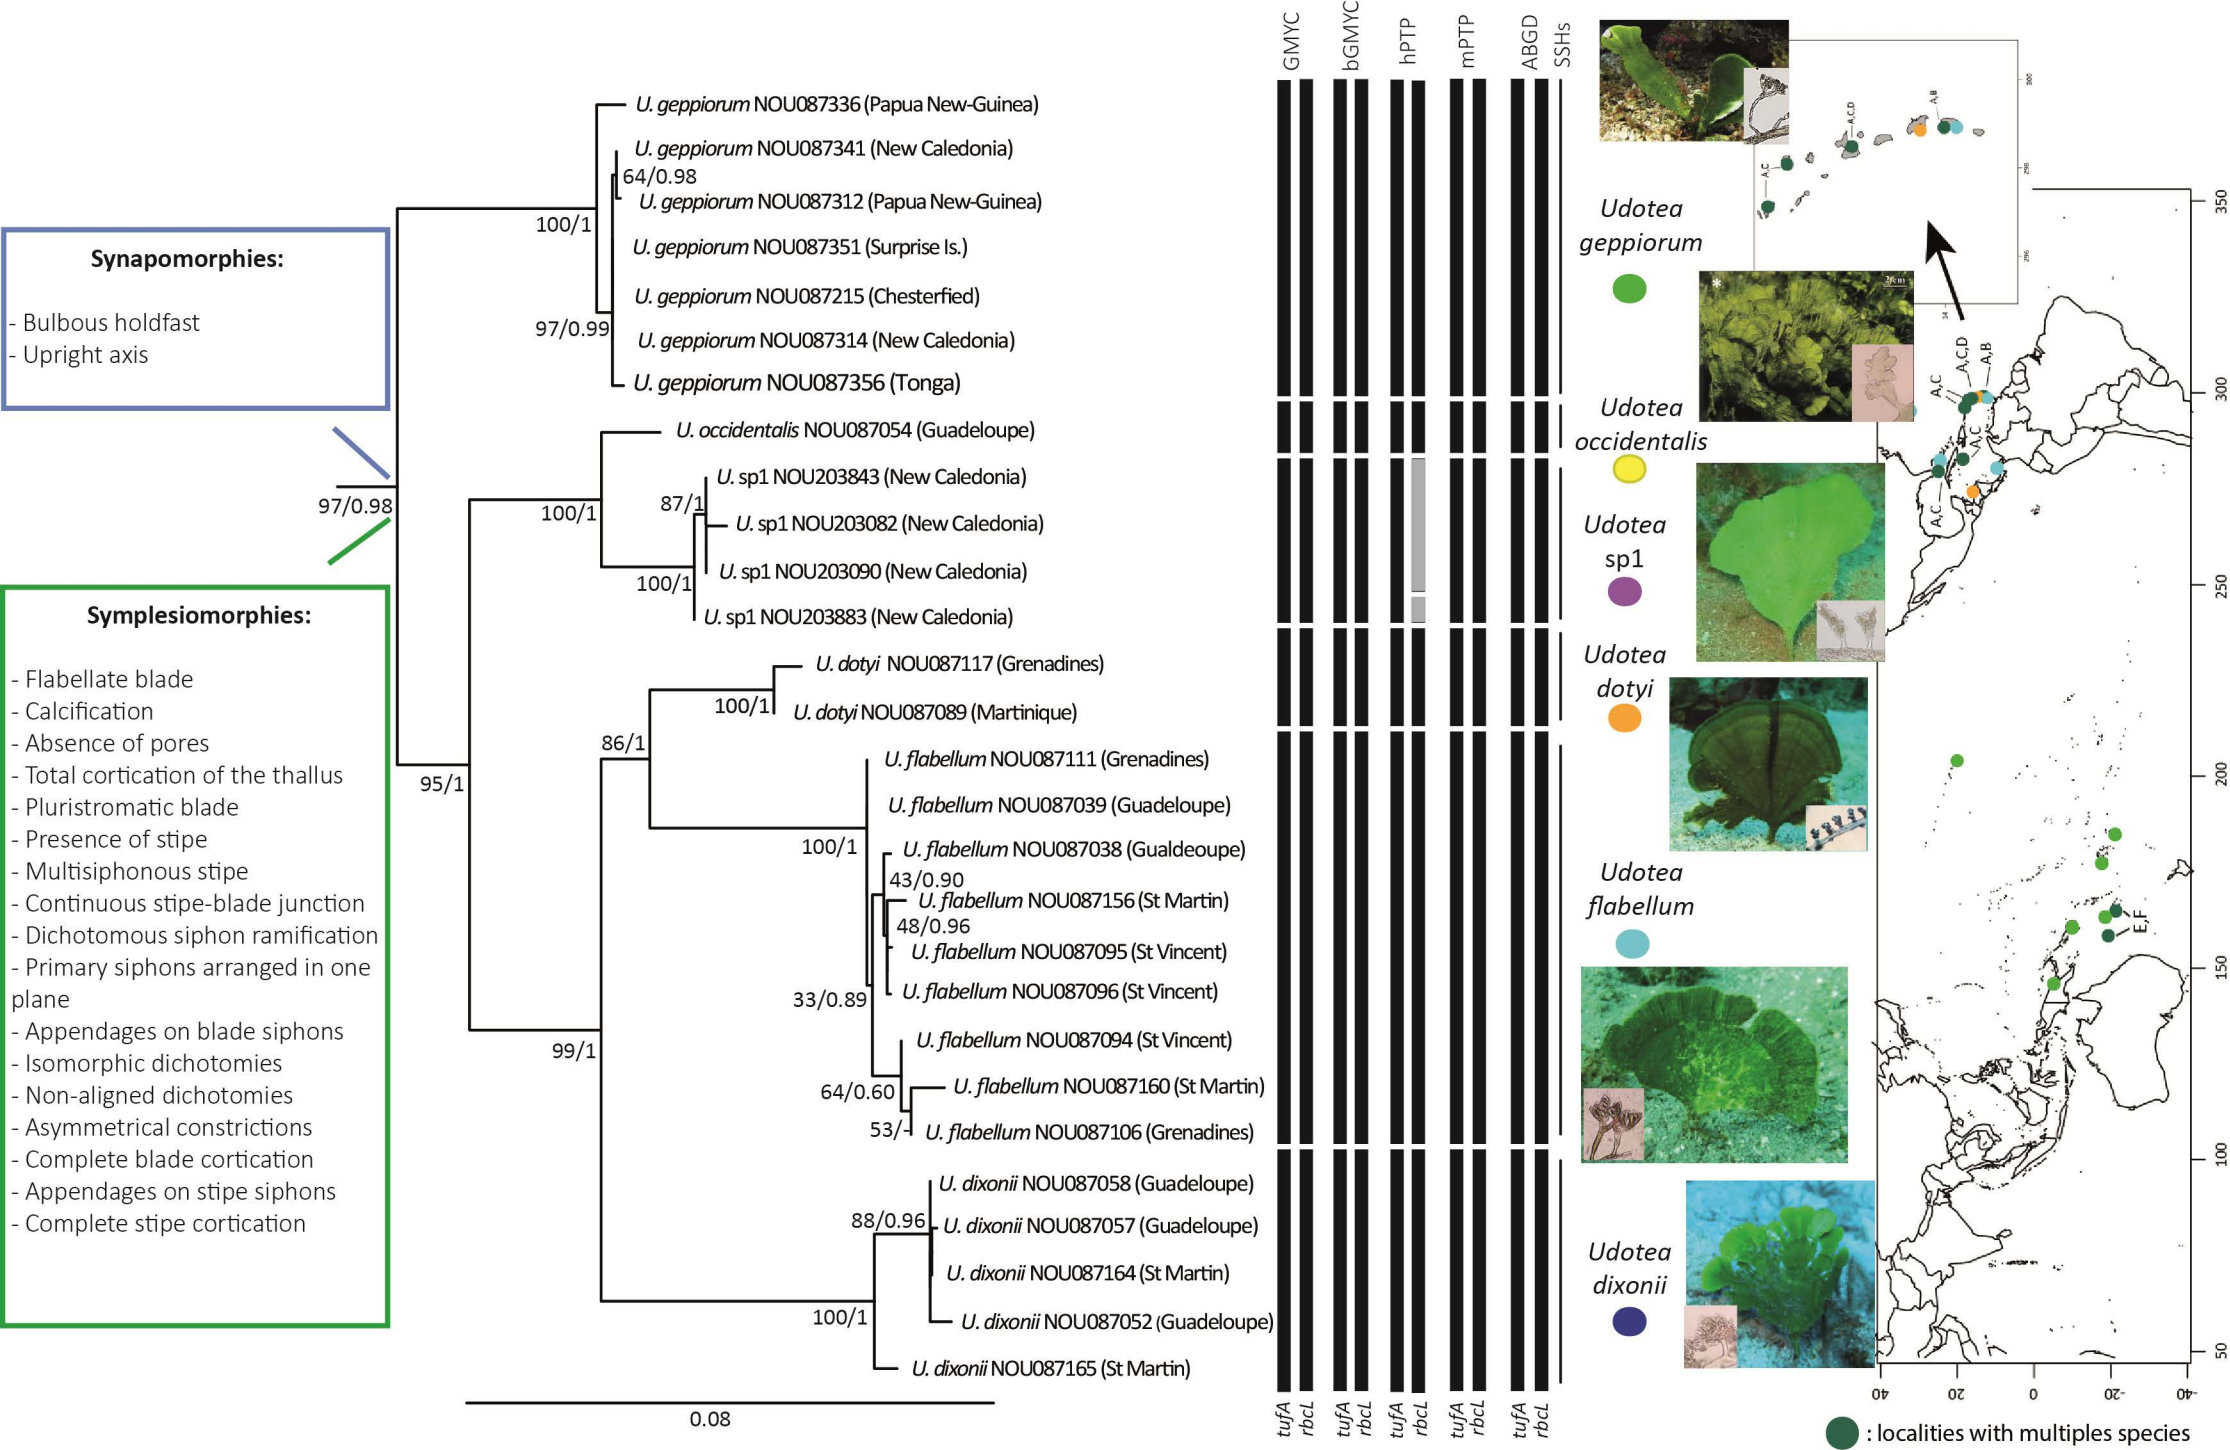 Synapomorphies:
- Bulbous holdfast
- Upright axis
97/0.98
Symplesiomorphies:
- Flabellate blade
- Calcification
- Absence of pores
- Total cortication of the thallus
- Pluristromatic blade
- Presence of stipe
- Multisiphonous stipe
- Continuous stipe-blade junction
- Dichotomous siphon ramification
- Primary siphons arranged in one
plane
- Appendages on blade siphons
- Isomorphic dichotomies
- Non-aligned dichotomies
- Asymmetrical constrictions
- Complete blade cortication
- Appendages on stipe siphons
- Complete stipe cortication
U. geppiorum NOU087336 (Papua New-Guinea)
U. geppiorum NOU087341 (New Caledonia)
64/0.98
U. geppiorum NOU087312 (Papua New-Guinea)
100/1
U. geppiorum NOU087351 (Surprise Is.)
U. geppiorum NOU087215 (Chesterfied)
97/0.99
U. geppiorum NOU087314 (New Caledonia)
U. geppiorum NOU087356 (Tonga)
U. occidentalis NOU087054 (Guadeloupe)
U. sp1 NOU203843 (New Caledonia)
87/1
100/1
U. sp1 NOU203082 (New Caledonia)
U. sp1 NOU203090 (New Caledonia)
100/1
U. sp1 NOU203883 (New Caledonia)
U. dotyi NOU087117 (Grenadines)
100/1
U. dotyi NOU087089 (Martinique)
86/1
95/1
U. flabellum NOU087111 (Grenadines)
U. flabellum NOU087039 (Guadeloupe)
100/1
U. flabellum NOU087038 (Gualdeoupe)
43/0.90
U. flabellum NOU087156 (St Martin)
48/0.96
U. flabellum NOU087095 (St Vincent)
U. flabellum NOU087096 (St Vincent)
33/0.89
U. flabellum NOU087094 (St Vincent)
99/1
U. flabellum NOU087160 (St Martin)
64/0.60
53/-
U. flabellum NOU087106 (Grenadines)
U. dixonii NOU087058 (Guadeloupe)
88/0.96
U. dixonii NOU087057 (Guadeloupe)
U. dixonii NOU087164 (St Martin)
100/1
U. dixonii NOU087052 (Guadeloupe)
U. dixonii NOU087165 (St Martin)
0.08
GMYC
bGMYC
hPTP
mPTP
ABGD
SSHs
tufA
rbcL
tufA
rbcL
tufA
rbcL
tufA
rbcL
tufA
rbcL
Udotea
geppiorum
Udotea
occidentalis
Udotea
sp1
Udotea
dotyi
Udotea
flabellum
Udotea
dixonii
*
2 cm
A,C
A,C,D
A,B
300
298
296
14
A,C
A,C,D
A,B
A,C
A,C
E,F
350
300
250
200
150
100
50
40
20
0
-20
-40
: localities with multiples species